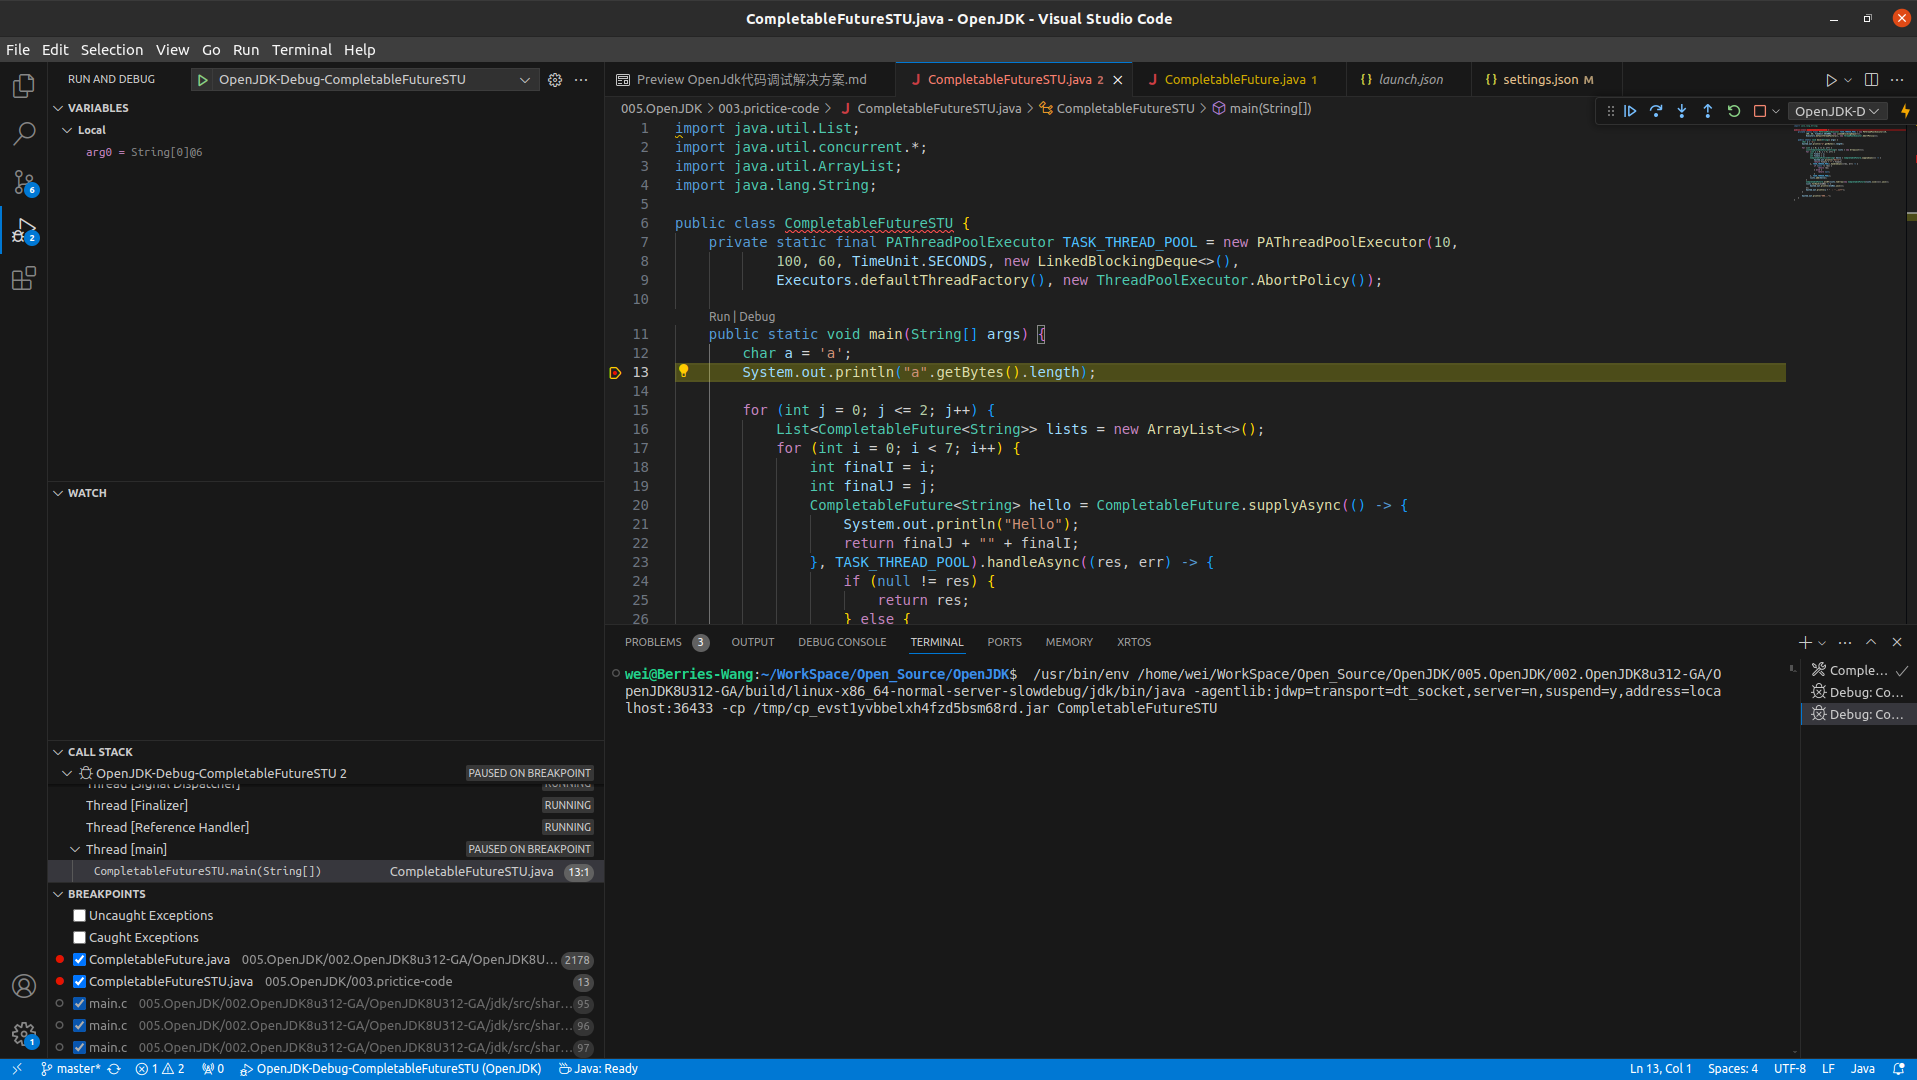 CompletableFutureSTU.java - OpenJDK - Visual Studio Code
File Edit Selection View Go Run Terminal Help
RUN AND DEBUG
OpenJDK-Debug-CompletableFutureSTU
VARIABLES
Local
arg0 = String[0]@6
WATCH
CALL STACK
OpenJDK-Debug-CompletableFutureSTU 2 PAUSED ON BREAKPOINT
Thread [Signal Dispatcher] RUNNING
Thread [Finalizer] RUNNING
Thread [Reference Handler] RUNNING
Thread [main] PAUSED ON BREAKPOINT
CompletableFutureSTU.main(String[]) CompletableFutureSTU.java 13:1
BREAKPOINTS
Uncaught Exceptions
Caught Exceptions
CompletableFuture.java 005.OpenJDK/002.OpenJDK8u312-GA/OpenJDK8U... 2178
CompletableFutureSTU.java 005.OpenJDK/003.prictice-code 13
main.c 005.OpenJDK/002.OpenJDK8u312-GA/OpenJDK8U312-GA/jdk/src/shar... 95
main.c 005.OpenJDK/002.OpenJDK8u312-GA/OpenJDK8U312-GA/jdk/src/shar... 96
main.c 005.OpenJDK/002.OpenJDK8u312-GA/OpenJDK8U312-GA/jdk/src/shar... 97
6
2
1
Preview OpenJdk代码调试解决方案.md
CompletableFutureSTU.java 2
CompletableFuture.java 1
launch.json
settings.json M
005.OpenJDK > 003.prictice-code > CompletableFutureSTU.java > CompletableFutureSTU > main(String[])
OpenJDK-D
1 import java.util.List;
2 import java.util.concurrent.*;
3 import java.util.ArrayList;
4 import java.lang.String;
5
6 public class CompletableFutureSTU {
7 private static final PAThreadPoolExecutor TASK_THREAD_POOL = new PAThreadPoolExecutor(10,
8 100, 60, TimeUnit.SECONDS, new LinkedBlockingDeque<>(),
9 Executors.defaultThreadFactory(), new ThreadPoolExecutor.AbortPolicy());
10
Run | Debug
11 public static void main(String[] args) {
12 char a = 'a';
13 System.out.println("a".getBytes().length);
14
15 for (int j = 0; j <= 2; j++) {
16 List<CompletableFuture<String>> lists = new ArrayList<>();
17 for (int i = 0; i < 7; i++) {
18 int finalI = i;
19 int finalJ = j;
20 CompletableFuture<String> hello = CompletableFuture.supplyAsync(() -> {
21 System.out.println("Hello");
22 return finalJ + "" + finalI;
23 }, TASK_THREAD_POOL).handleAsync((res, err) -> {
24 if (null != res) {
25 return res;
26 } else {
PROBLEMS 3 OUTPUT DEBUG CONSOLE TERMINAL PORTS MEMORY XRTOS
wei@Berries-Wang:~/WorkSpace/Open_Source/OpenJDK$ /usr/bin/env /home/wei/WorkSpace/Open_Source/OpenJDK/005.OpenJDK/002.OpenJDK8u312-GA/O
penJDK8U312-GA/build/linux-x86_64-normal-server-slowdebug/jdk/bin/java -agentlib:jdwp=transport=dt_socket,server=n,suspend=y,address=loca
lhost:36433 -cp /tmp/cp_evst1yvbbelxh4fzd5bsm68rd.jar CompletableFutureSTU
Comple...
Debug: Co...
Debug: Co...
master* 1 2 0 OpenJDK-Debug-CompletableFutureSTU (OpenJDK) Java: Ready
Ln 13, Col 1 Spaces: 4 UTF-8 LF Java